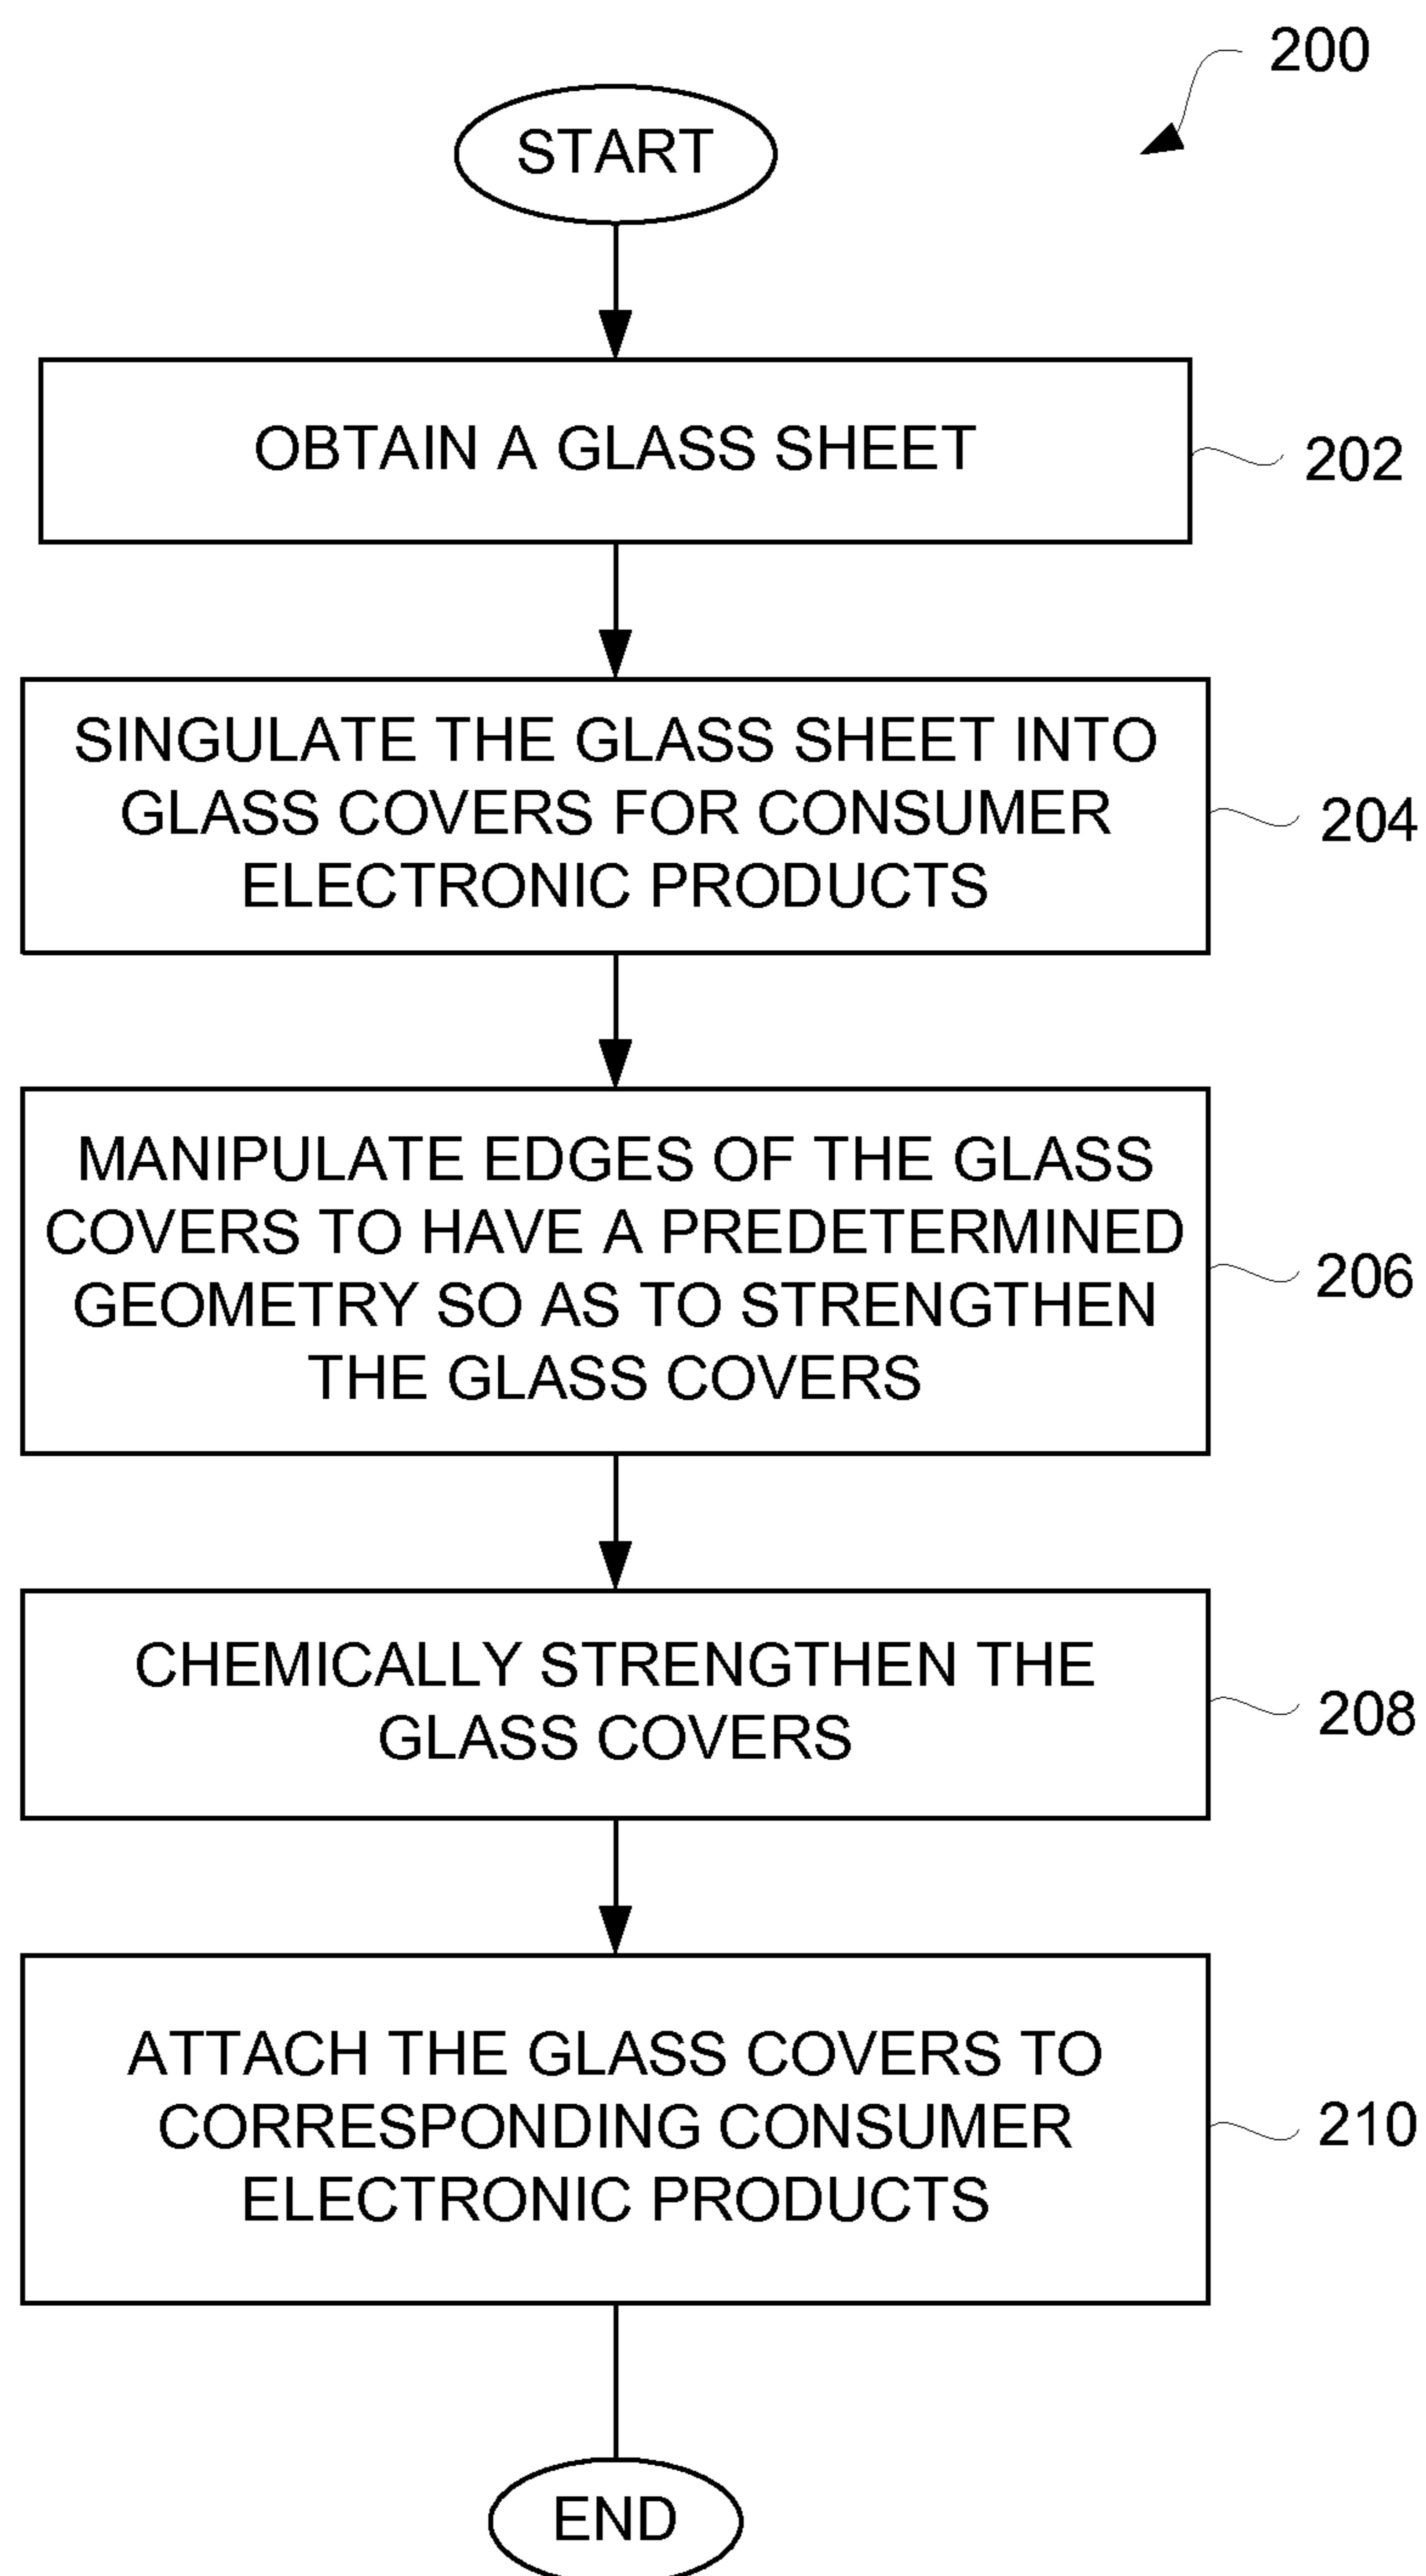 200
START
OBTAIN A GLASS SHEET
202
SINGULATE THE GLASS SHEET INTO
GLASS COVERS FOR CONSUMER
ELECTRONIC PRODUCTS
204
MANIPULATE EDGES OF THE GLASS
COVERS TO HAVE A PREDETERMINED
GEOMETRY SO AS TO STRENGTHEN
THE GLASS COVERS
206
CHEMICALLY STRENGTHEN THE
GLASS COVERS
208
ATTACH THE GLASS COVERS TO
CORRESPONDING CONSUMER
ELECTRONIC PRODUCTS
210
END